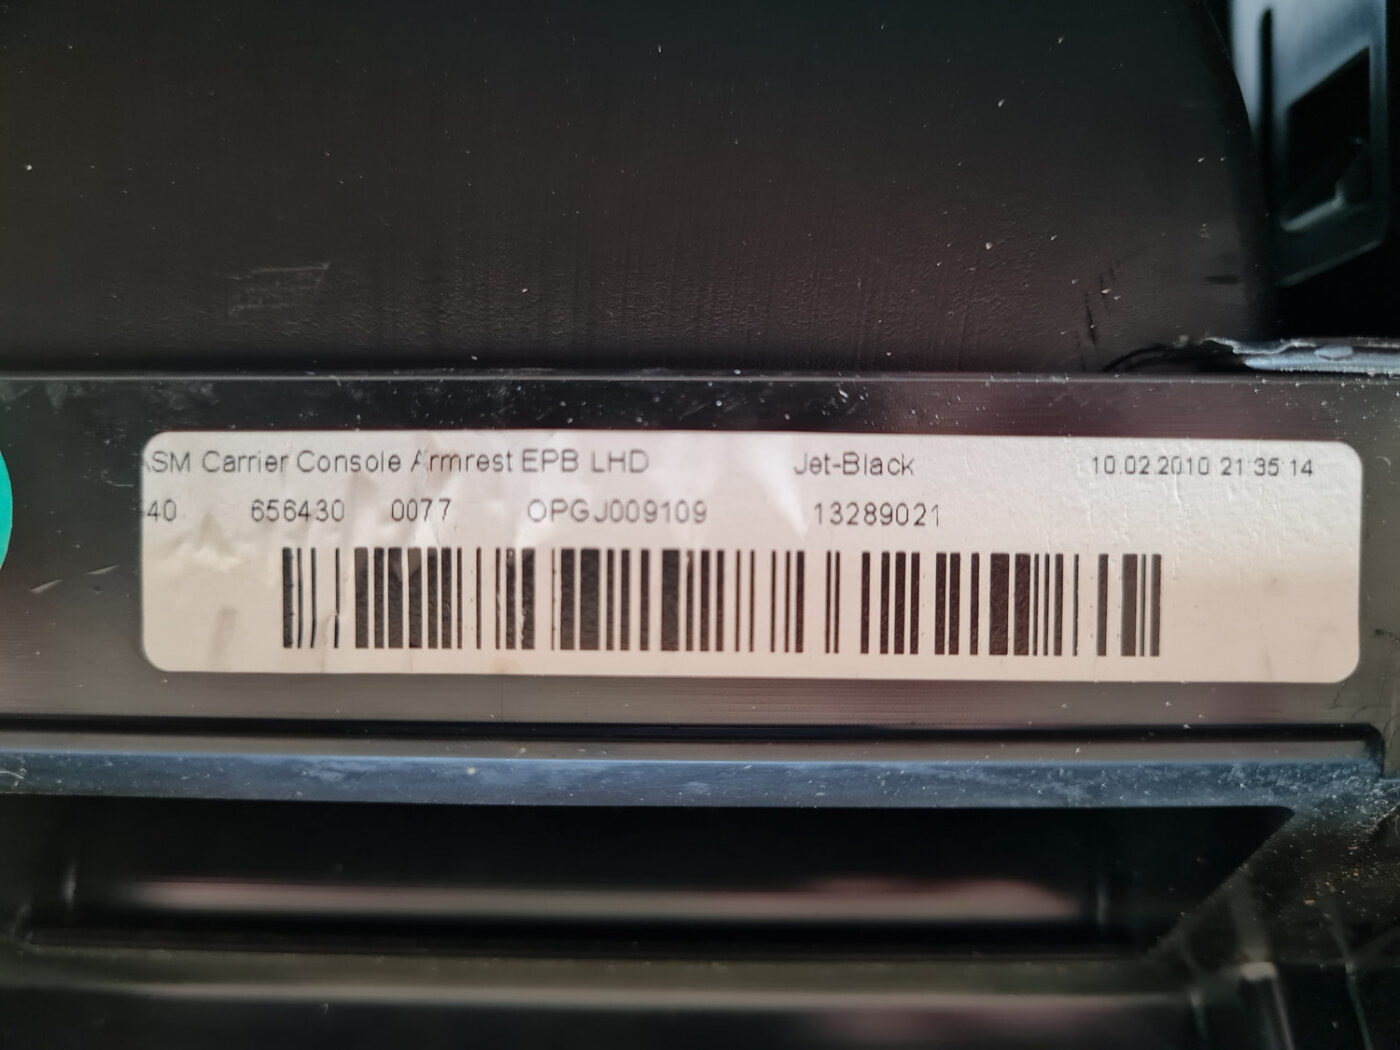 ASM Carrier Console Armrest EPB LHD Jet-Black 10.02.2010 21:35:14
40 656430 0077 OPGJ009109 13289021